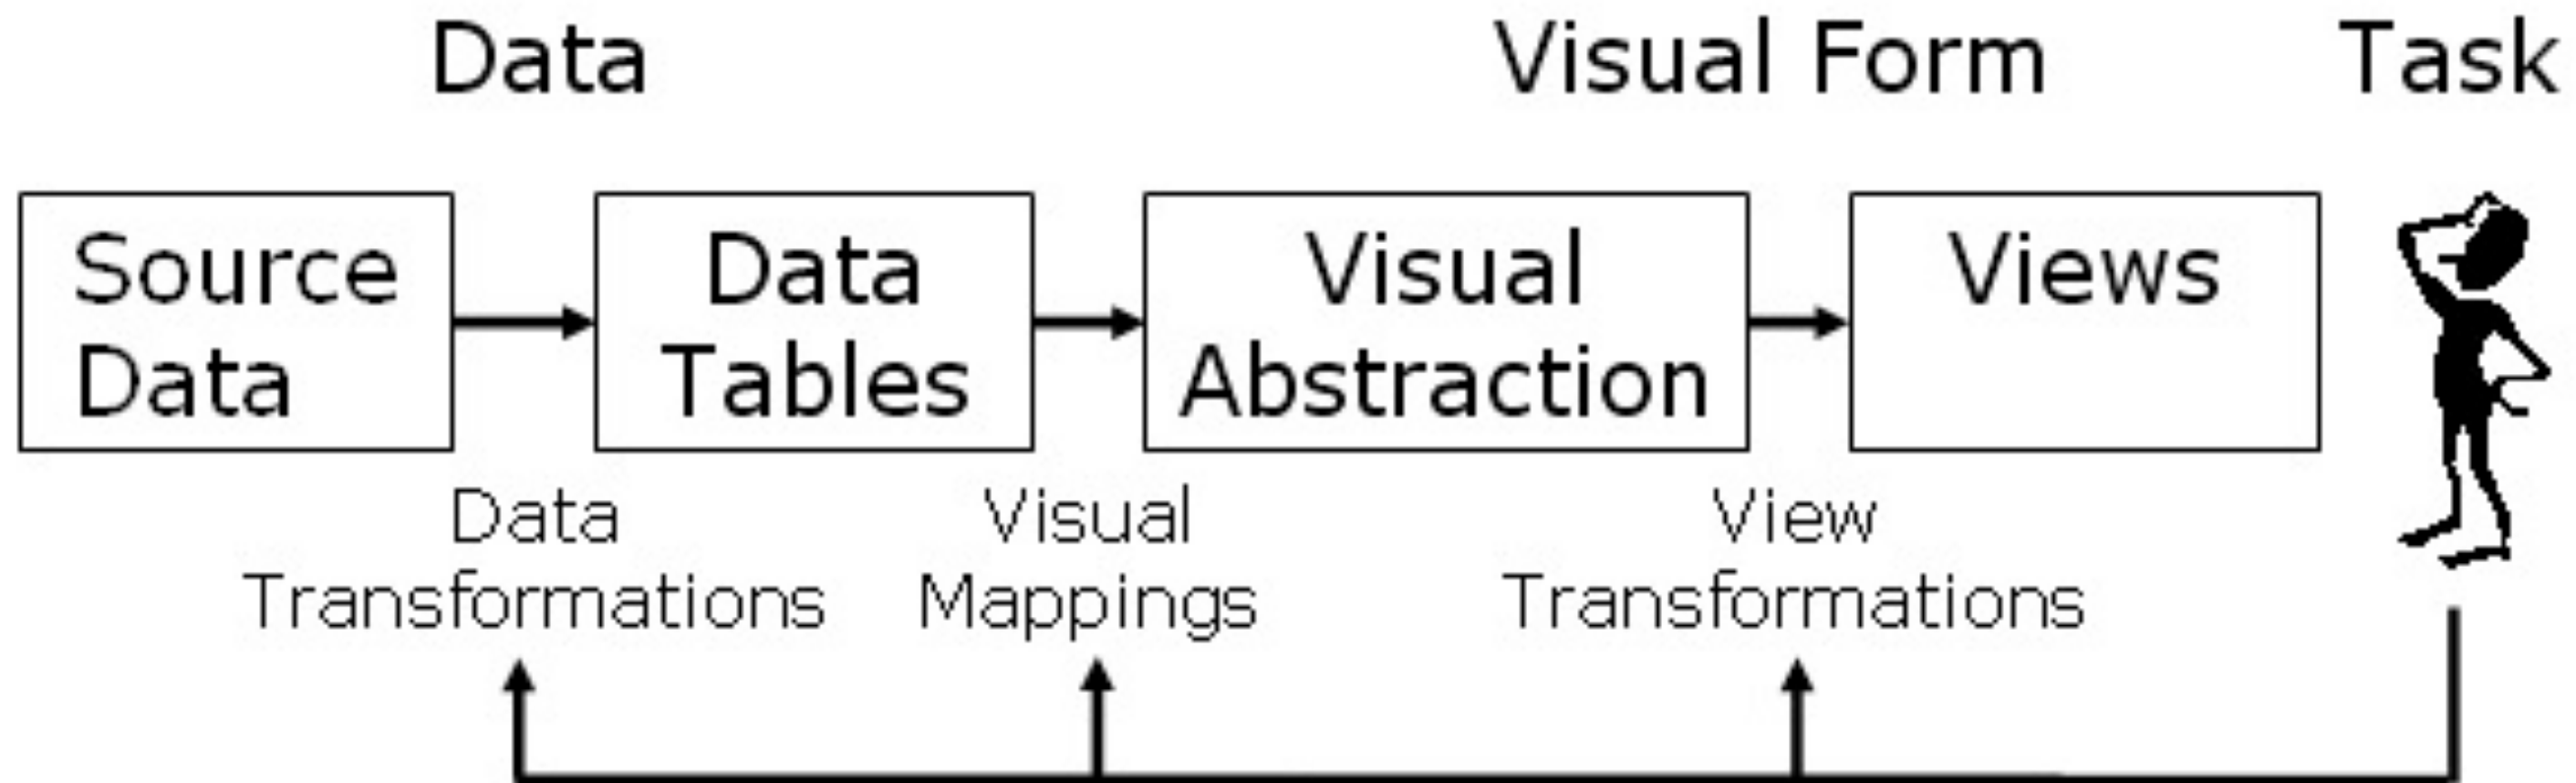 Data
Visual Form
Task
Source
Data
Data
Tables
Visual
Abstraction
Views
Data
Transformations
Visual
Mappings
View
Transformations